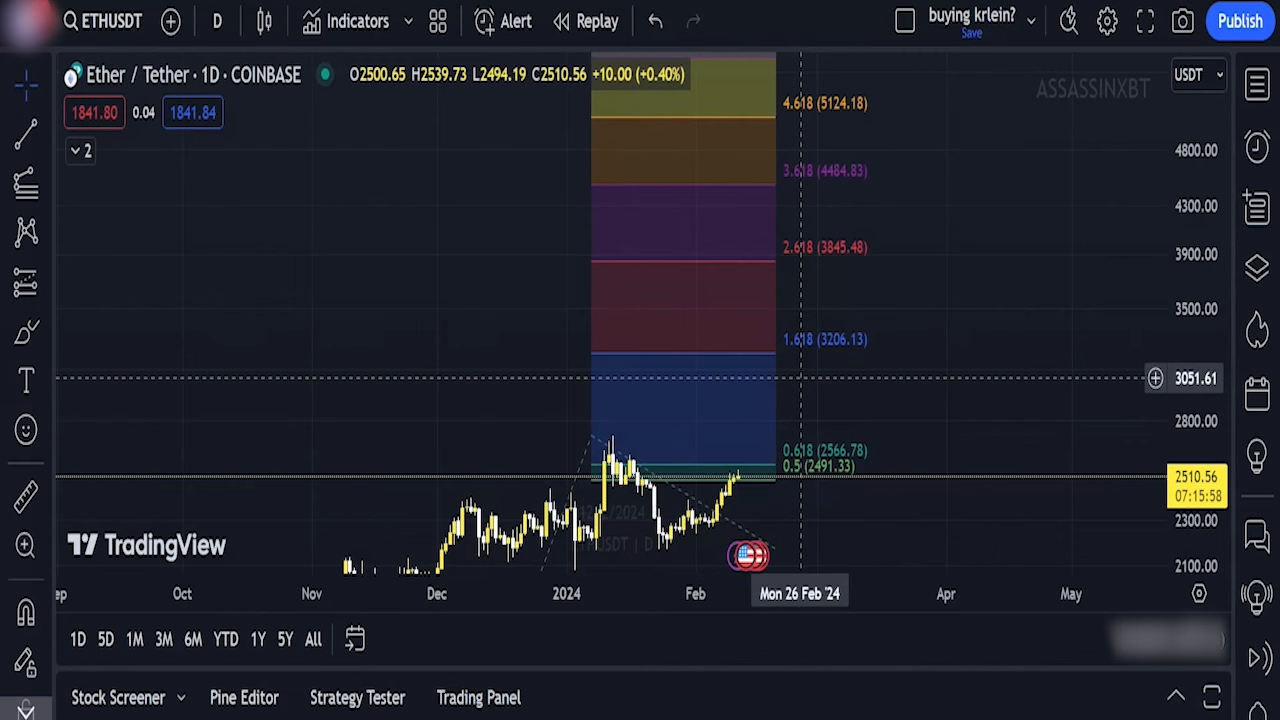 ETHUSDT
D
Indicators
Alert
Replay
buying krlein?
Save
Publish
Ether / Tether · 1D · COINBASE
O2500.65 H2539.73 L2494.19 C2510.56 +10.00 (+0.40%)
ASSASSINXBT
USDT
1841.80
0.04
1841.84
2
4.618 (5124.18)
4800.00
3.618 (4484.83)
4300.00
2.618 (3845.48)
3900.00
3500.00
1.618 (3206.13)
3051.61
2800.00
0.618 (2566.78)
0.5 (2491.33)
2510.56
07:15:58
2300.00
TradingView
2100.00
Oct
Nov
Dec
2024
Feb
Mon 26 Feb '24
Apr
May
1D 5D 1M 3M 6M YTD 1Y 5Y All
Stock Screener
Pine Editor
Strategy Tester
Trading Panel